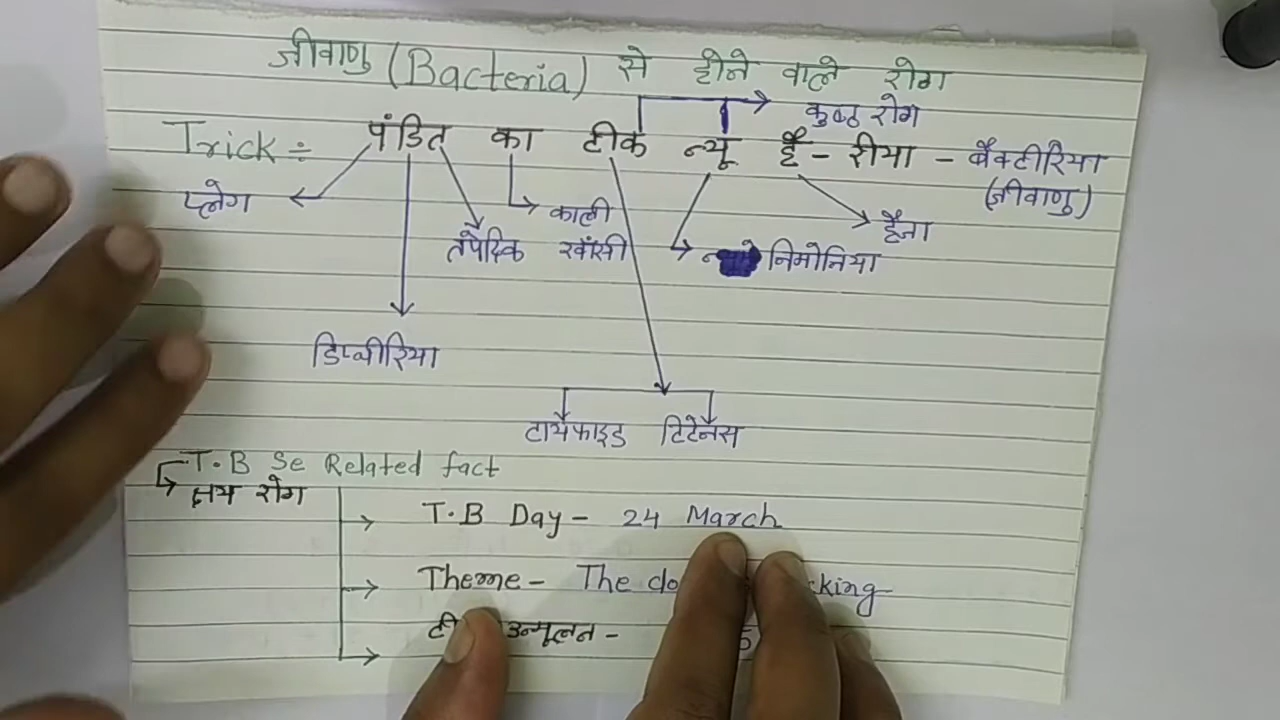 जीवाणु (Bacteria) से होने वाले रोग
कुष्ठ रोग
Trick:- पंडित का टीक न्यू है - रीया - बैक्टीरिया
(जीवाणु)
प्लेग
काली
हैजा
तपेदिक खाँसी
निमोनिया
डिप्थीरिया
टायफाइड टिटेनस
T.B Se Related fact
क्षय रोग
T.B Day - 24 March
Theme - The
उन्मूलन -